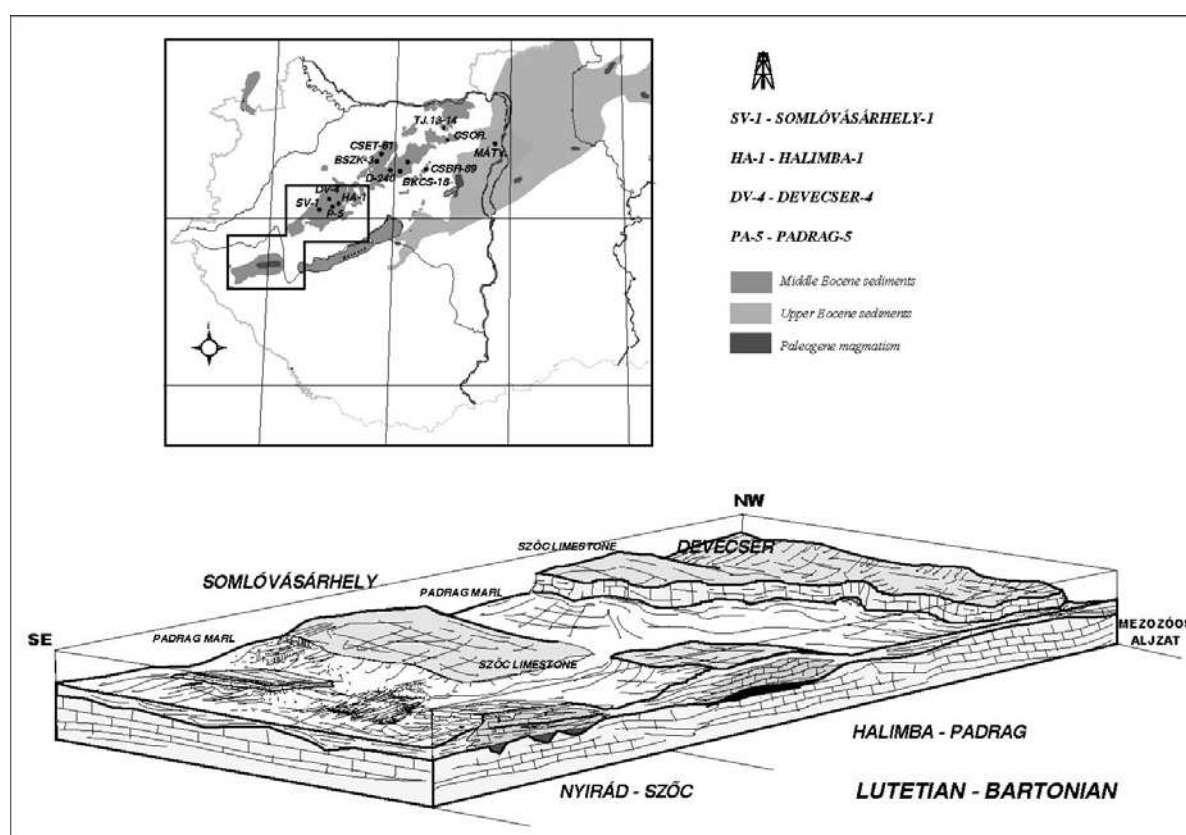 TJ.13-14
CSOR.
MÁTY.
CSET-61
BSZK-3
CSBR-89
D-240
BKCS-18
DV-4
HA-1
SV-1
P-5
SV-1 - SOMLÓVÁSÁRHELY-1
HA-1 - HALIMBA-1
DV-4 - DEVECSER-4
PA-5 - PADRAG-5
Middle Eocene sediments
Upper Eocene sediments
Paleogene magmatism
NW
SZŐC LIMESTONE
DEVECSER
SOMLÓVÁSÁRHELY
PADRAG MARL
SE
PADRAG MARL
MEZOZÓOS
ALJZAT
SZŐC LIMESTONE
HALIMBA - PADRAG
NYIRÁD - SZŐC
LUTETIAN - BARTONIAN